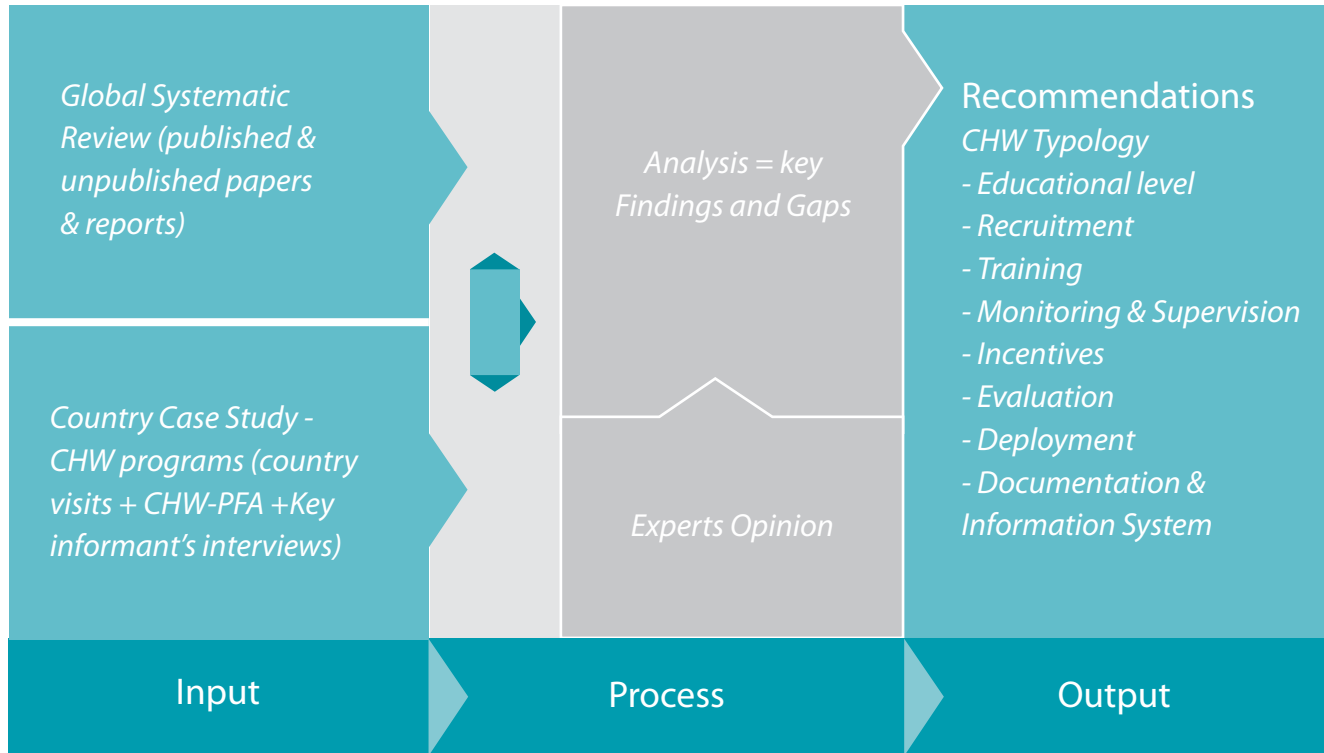 Global Systematic
Review (published &
unpublished papers
& reports)
Country Case Study -
CHW programs (country
visits + CHW-PFA +Key
informant's interviews)
Analysis = key
Findings and Gaps
Experts Opinion
Recommendations
CHW Typology
- Educational level
- Recruitment
- Training
- Monitoring & Supervision
- Incentives
- Evaluation
- Deployment
- Documentation &
Information System
Input
Process
Output